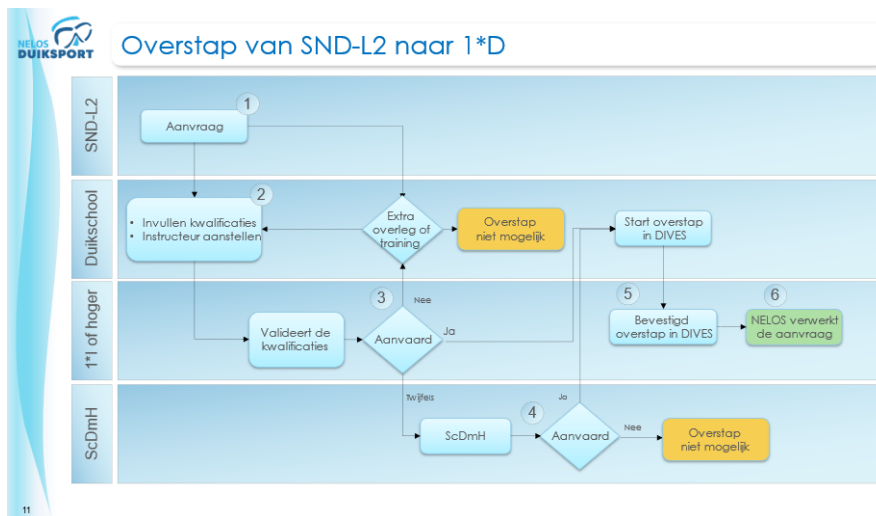 NELOS
DUIKSPORT
Overstap van SND-L2 naar 1*D
SND-L2
1
Aanvraag
Duikschool
2
• Invullen kwalificaties
• Instructeur aanstellen
Extra
overleg of
training
Overstap
niet mogelijk
Start overstap
in DIVES
1*I of hoger
3
Nee
Valideert de
kwalificaties
Aanvaard
Ja
5
Bevestigd
overstap in DIVES
6
NELOS verwerkt
de aanvraag
ScDmH
Twijfels
ScDmH
4
Ja
Aanvaard
Nee
Overstap
niet mogelijk
11